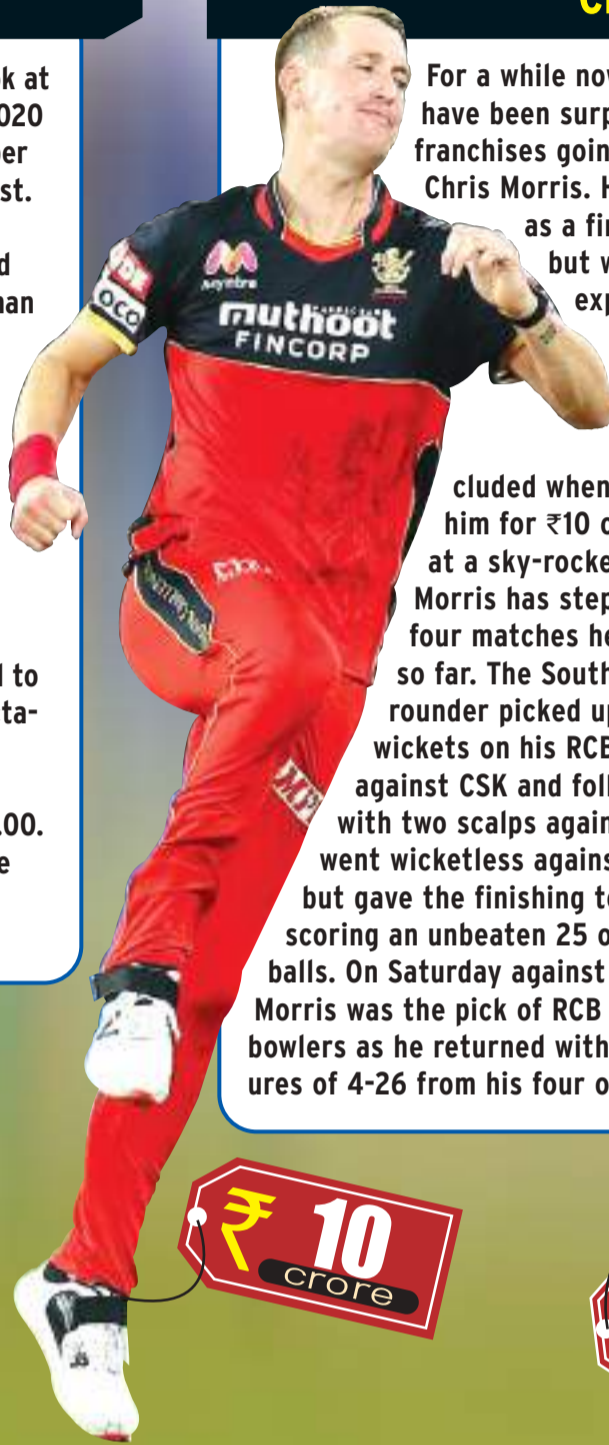 k at
020
er
st.
d
nan
l to
ta-
.00.
e
For a while nov
have been surp
franchises goin
Chris Morris. H
as a fin
but w
exp
cluded when
him for ₹10 c
at a sky-rocke
Morris has step
four matches he
so far. The South
rounder picked up
wickets on his RCB
against CSK and foll
with two scalps again
went wicketless agains
but gave the finishing to
scoring an unbeaten 25 o
balls. On Saturday against
Morris was the pick of RCB
bowlers as he returned with
ures of 4-26 from his four o
Myntra
muthoot
FINCORP
₹ 10
crore